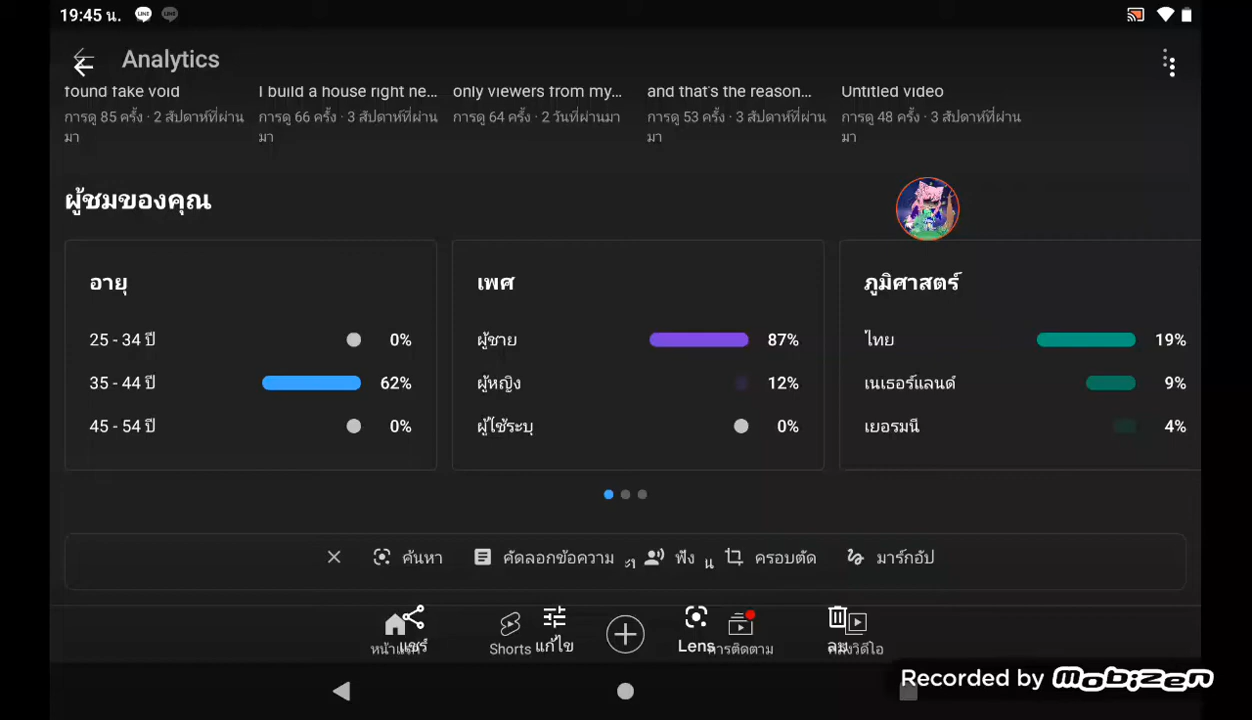 19:45 น.
Analytics
found fake void
I build a house right ne...
only viewers from my...
and that's the reason...
Untitled video
การดู 85 ครั้ง · 2 สัปดาห์ที่ผ่านมา
การดู 66 ครั้ง · 3 สัปดาห์ที่ผ่านมา
การดู 64 ครั้ง · 2 วันที่ผ่านมา
การดู 53 ครั้ง · 3 สัปดาห์ที่ผ่านมา
การดู 48 ครั้ง · 3 สัปดาห์ที่ผ่านมา
ผู้ชมของคุณ
อายุ
25 - 34 ปี 0%
35 - 44 ปี 62%
45 - 54 ปี 0%
เพศ
ผู้ชาย 87%
ผู้หญิง 12%
ผู้ใช้ระบุ 0%
ภูมิศาสตร์
ไทย 19%
เนเธอร์แลนด์ 9%
เยอรมนี 4%
ค้นหา คัดลอกข้อความ ฟัง ครอบตัด มาร์กอัป
แชร์ แก้ไข Lens
Shorts การติดตาม
Recorded by Mobizen